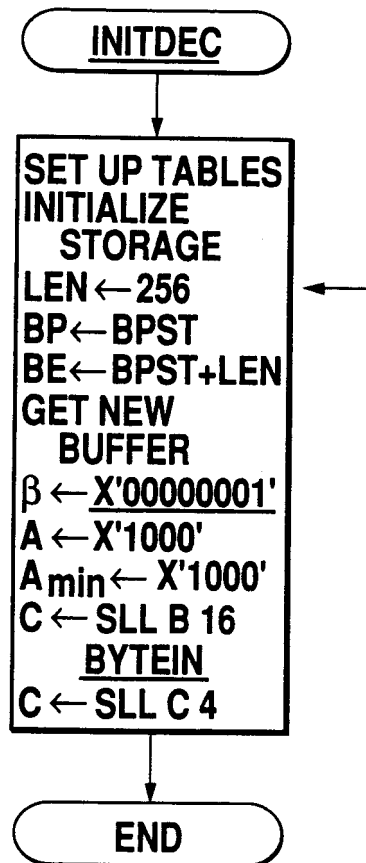 INITDEC
SET UP TABLES
INITIALIZE
STORAGE
LEN ← 256
BP ← BPST
BE ← BPST+LEN
GET NEW
BUFFER
β ← X'00000001'
A ← X'1000'
Amin ← X'1000'
C ← SLL B 16
BYTEIN
C ← SLL C 4
END